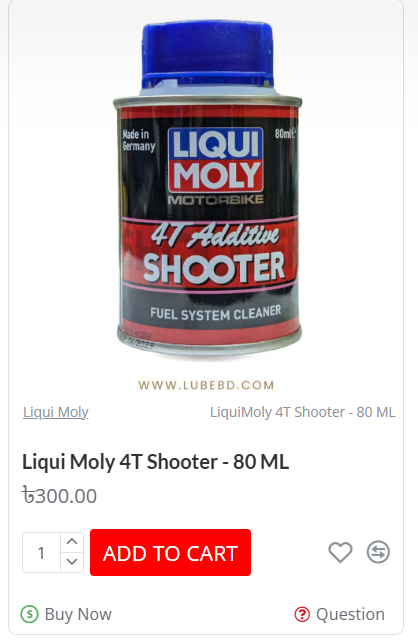 Made in
Germany
80ml e
LIQUI
MOLY
MOTORBIKE
4T Additive
SHOOTER
FUEL SYSTEM CLEANER
WWW.LUBEBD.COM
Liqui Moly
LiquiMoly 4T Shooter - 80 ML
Liqui Moly 4T Shooter - 80 ML
৳300.00
1
ADD TO CART
$ Buy Now
? Question